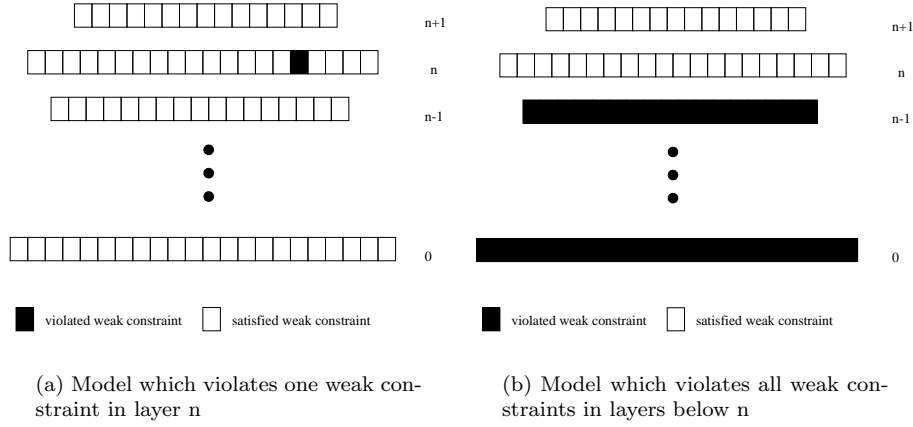 n+1
n
n-1
0
violated weak constraint
satisfied weak constraint
(a) Model which violates one weak con-
straint in layer n
n+1
n
n-1
0
violated weak constraint
satisfied weak constraint
(b) Model which violates all weak con-
straints in layers below n